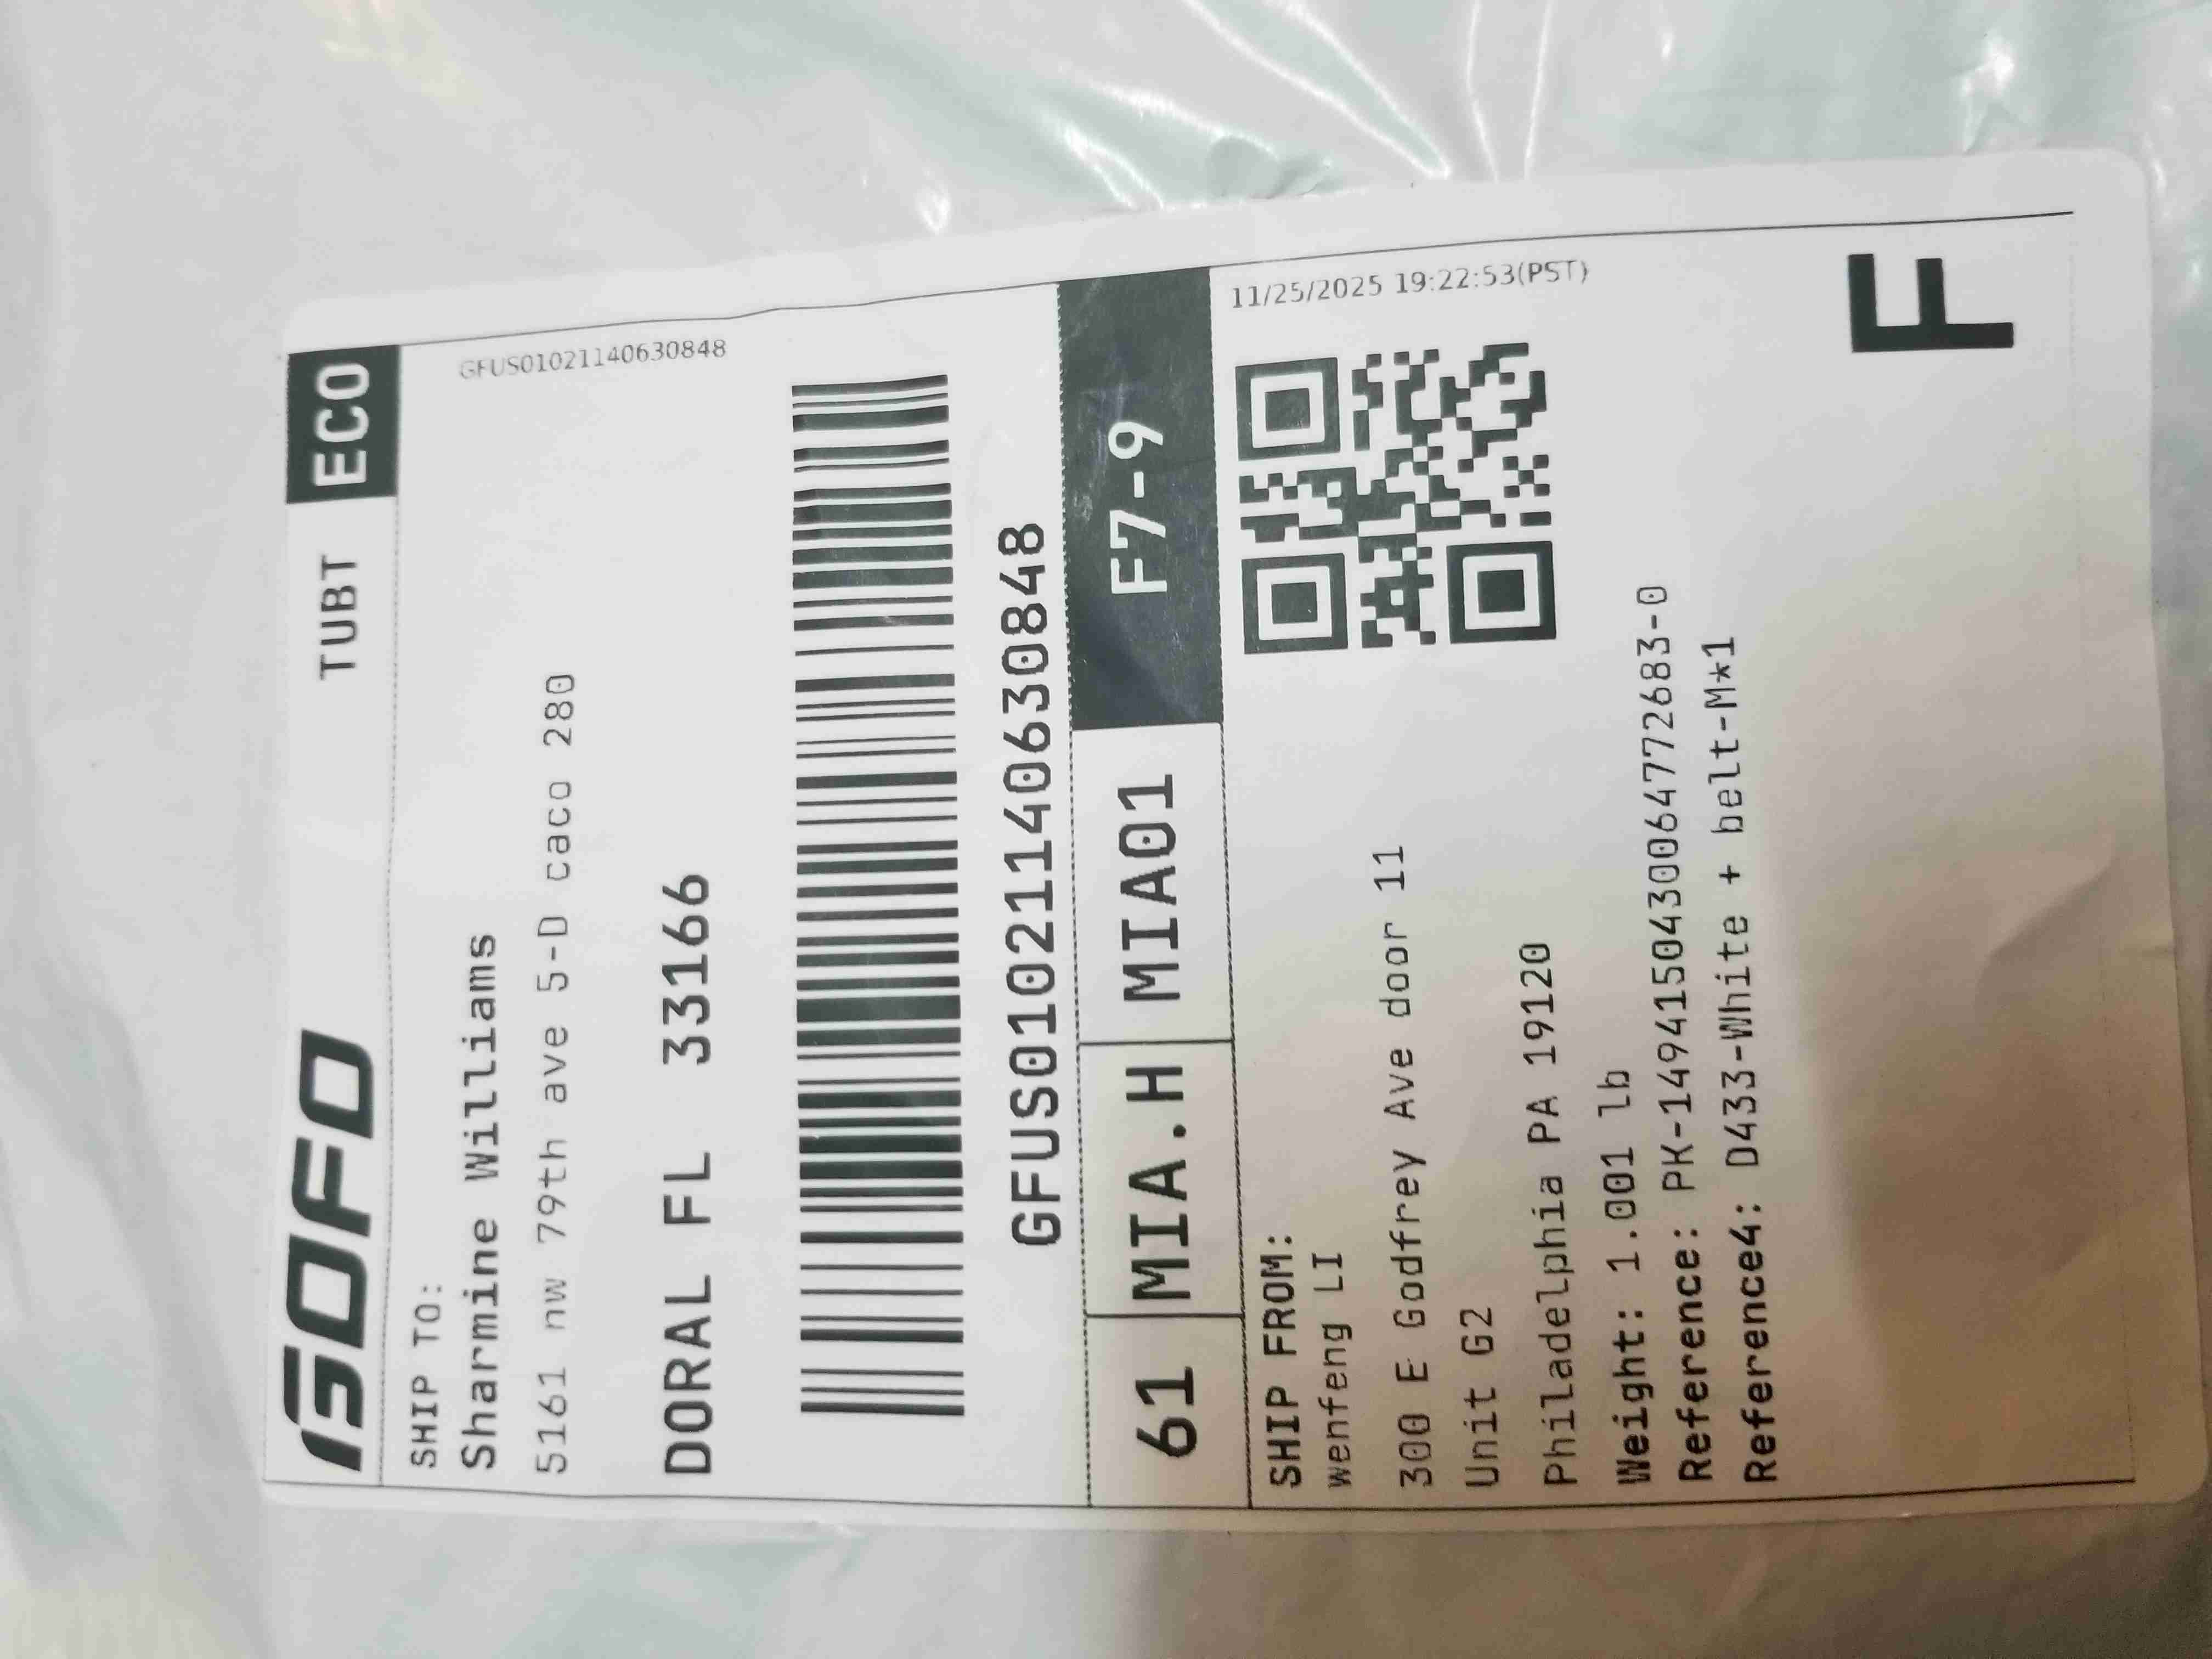 GOFO TUBT ECO
SHIP TO:
GFUS01021140630848
Sharmine Williams
5161 nw 79th ave 5-D caco 280
DORAL FL 33166
GFUS01021140630848
61 MIA.H MIA01 F7-9
SHIP FROM:
11/25/2025 19:22:53(PST)
wenfeng LI
300 E Godfrey Ave door 11
Unit G2
Philadelphia PA 19120
Weight: 1.001 lb
Reference: PK-14941504300647772683-0
Reference4: D433-White + belt-M*1
F